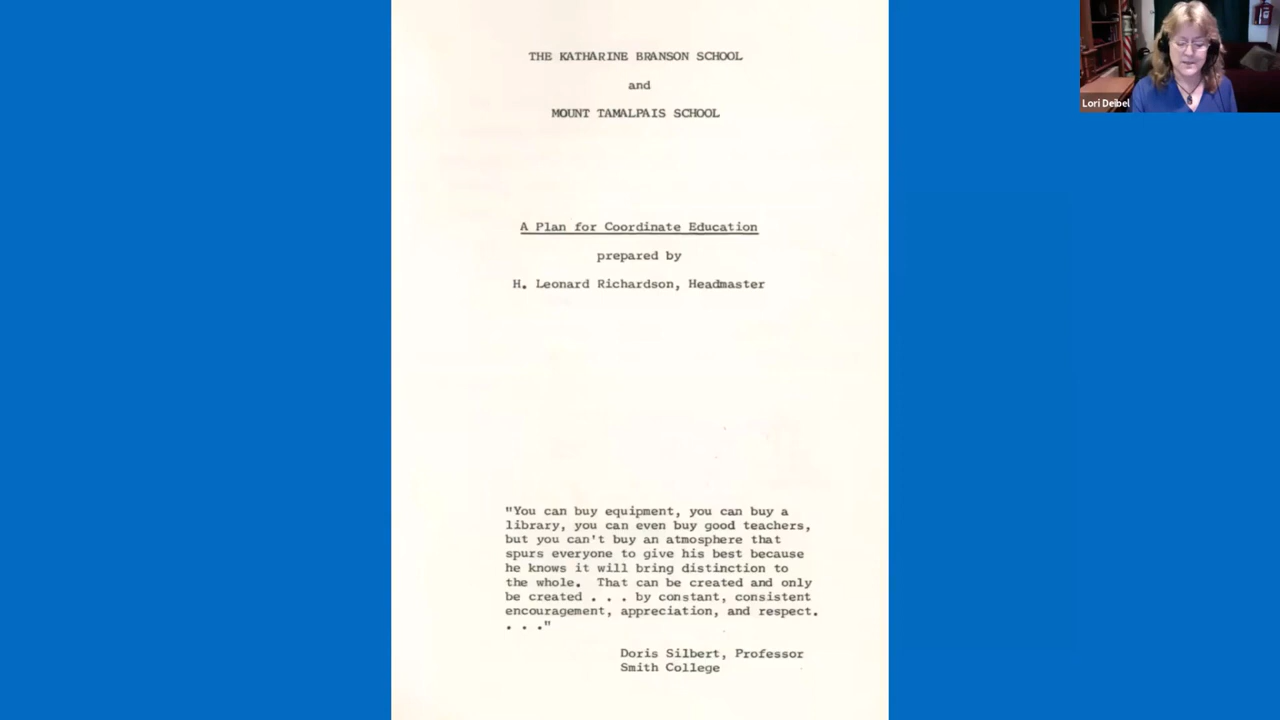 THE KATHARINE BRANSON SCHOOL
and
MOUNT TAMALPAIS SCHOOL
A Plan for Coordinate Education
prepared by
H. Leonard Richardson, Headmaster
"You can buy equipment, you can buy a
library, you can even buy good teachers,
but you can't buy an atmosphere that
spurs everyone to give his best because
he knows it will bring distinction to
the whole. That can be created and only
be created . . . by constant, consistent
encouragement, appreciation, and respect.
. . ."
Doris Silbert, Professor
Smith College
Lori Deibel